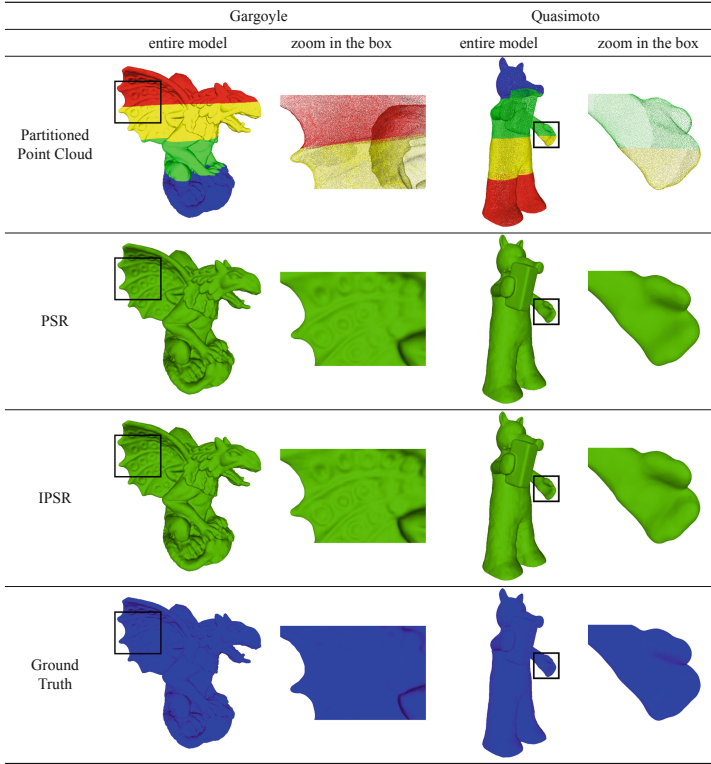 Gargoyle Quasimoto
entire model zoom in the box entire model zoom in the box
Partitioned
Point Cloud
PSR
IPSR
Ground
Truth